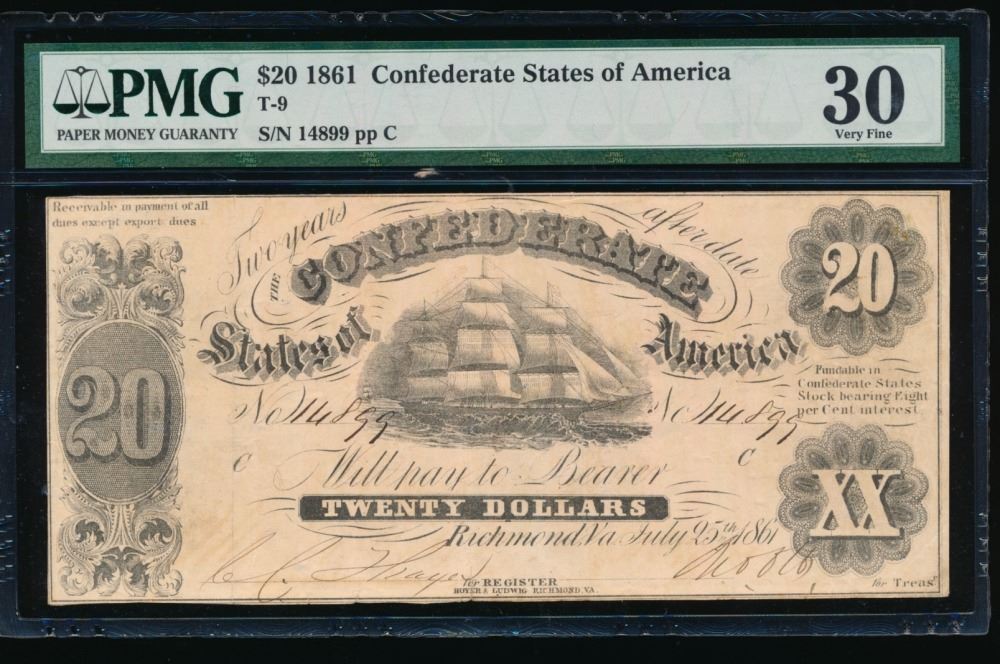 PMG
PAPER MONEY GUARANTY
$20 1861 Confederate States of America
T-9
S/N 14899 pp C
30
Very Fine
Receivable in payment of all
dues except export dues
Two years after date
THE CONFEDERATE
States of America
20
20
Fundable in
Confederate States
Stock bearing Eight
per Cent interest
No 14899 No 14899
C C
Will pay to Bearer
XX
TWENTY DOLLARS
Richmond, Va July 25th 1861
Thayer
for REGISTER
for Treasr
HOYER & LUDWIG RICHMOND, VA.